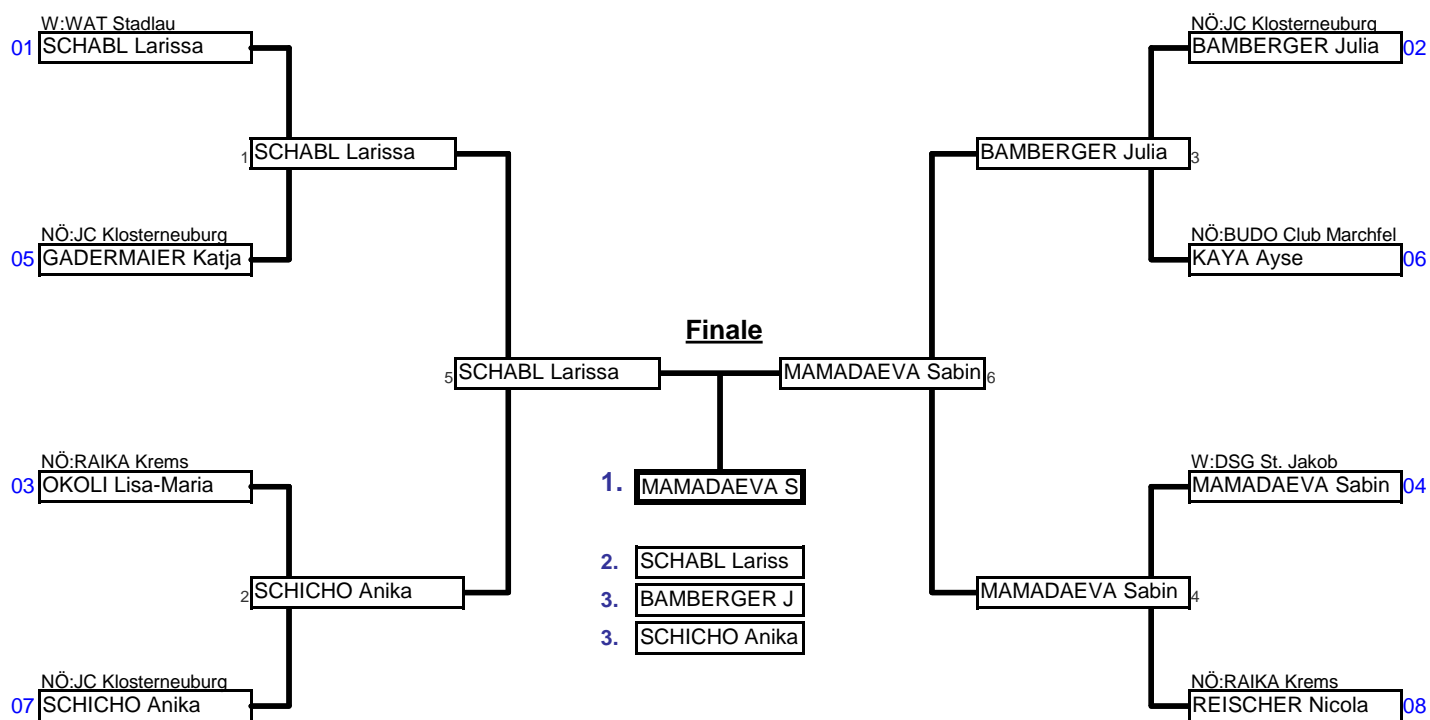 W:WAT Stadlau
01 SCHABL Larissa
NÖ:JC Klosterneuburg
BAMBERGER Julia 02
1 SCHABL Larissa
BAMBERGER Julia 3
NÖ:JC Klosterneuburg
05 GADERMAIER Katja
NÖ:BUDO Club Marchfel
KAYA Ayse 06
Finale
5 SCHABL Larissa
MAMADAEVA Sabin 6
NÖ:RAIKA Krems
03 OKOLI Lisa-Maria
W:DSG St. Jakob
MAMADAEVA Sabin 04
1. MAMADAEVA S
2. SCHABL Lariss
3. BAMBERGER J
3. SCHICHO Anika
2 SCHICHO Anika
MAMADAEVA Sabin 4
NÖ:JC Klosterneuburg
07 SCHICHO Anika
NÖ:RAIKA Krems
REISCHER Nicola 08